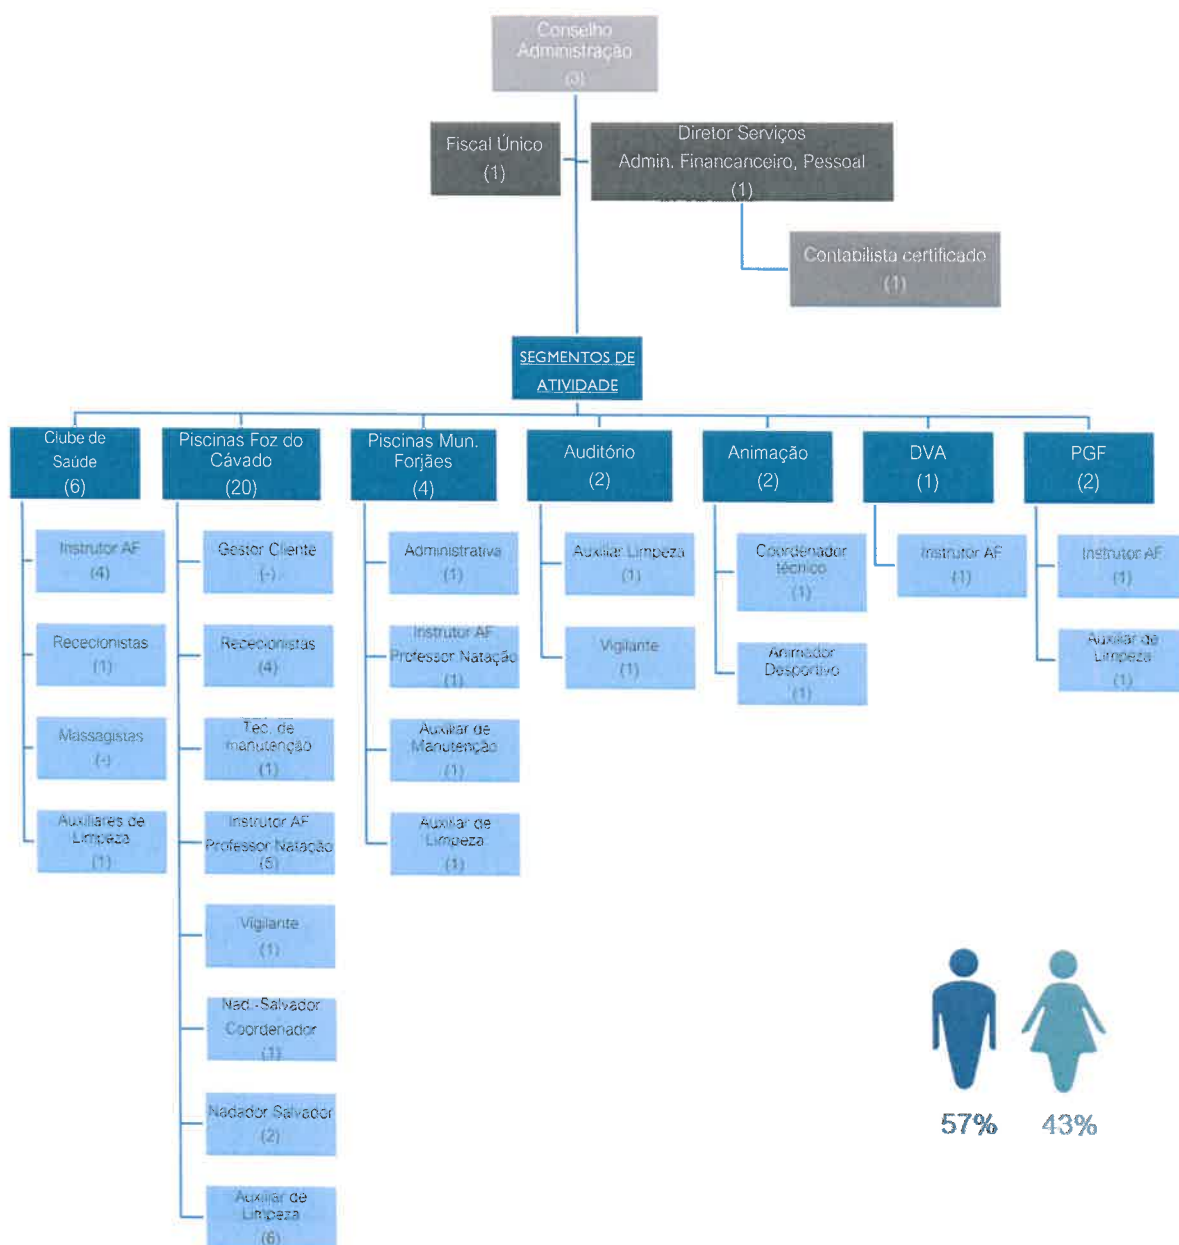 Conselho
Administração
(3)
Fiscal Único
(1)
Diretor Serviços
Admin. Financanceiro, Pessoal
(1)
Contabilista certificado
(1)
SEGMENTOS DE
ATIVIDADE
Clube de
Saúde
(6)
Piscinas Foz do
Cávado
(20)
Piscinas Mun.
Forjães
(4)
Auditório
(2)
Animação
(2)
DVA
(1)
PGF
(2)
Instrutor AF
(4)
Rececionistas
(1)
Massagistas
(-)
Auxiliares de
Limpeza
(1)
Gestor Cliente
(-)
Rececionistas
(4)
Tec. de
manutenção
(1)
Instrutor AF
Professor Natação
(5)
Vigilante
(1)
Nad.-Salvador
Coordenador
(1)
Nadador Salvador
(2)
Auxiliar de
Limpeza
(6)
Administrativa
(1)
Instrutor AF
Professor Natação
(1)
Auxiliar de
Manutenção
(1)
Auxiliar de
Limpeza
(1)
Auxiliar Limpeza
(1)
Vigilante
(1)
Coordenador
técnico
(1)
Animador
Desportivo
(1)
Instrutor AF
(1)
Instrutor AF
(1)
Auxiliar de
Limpeza
(1)
57%
43%